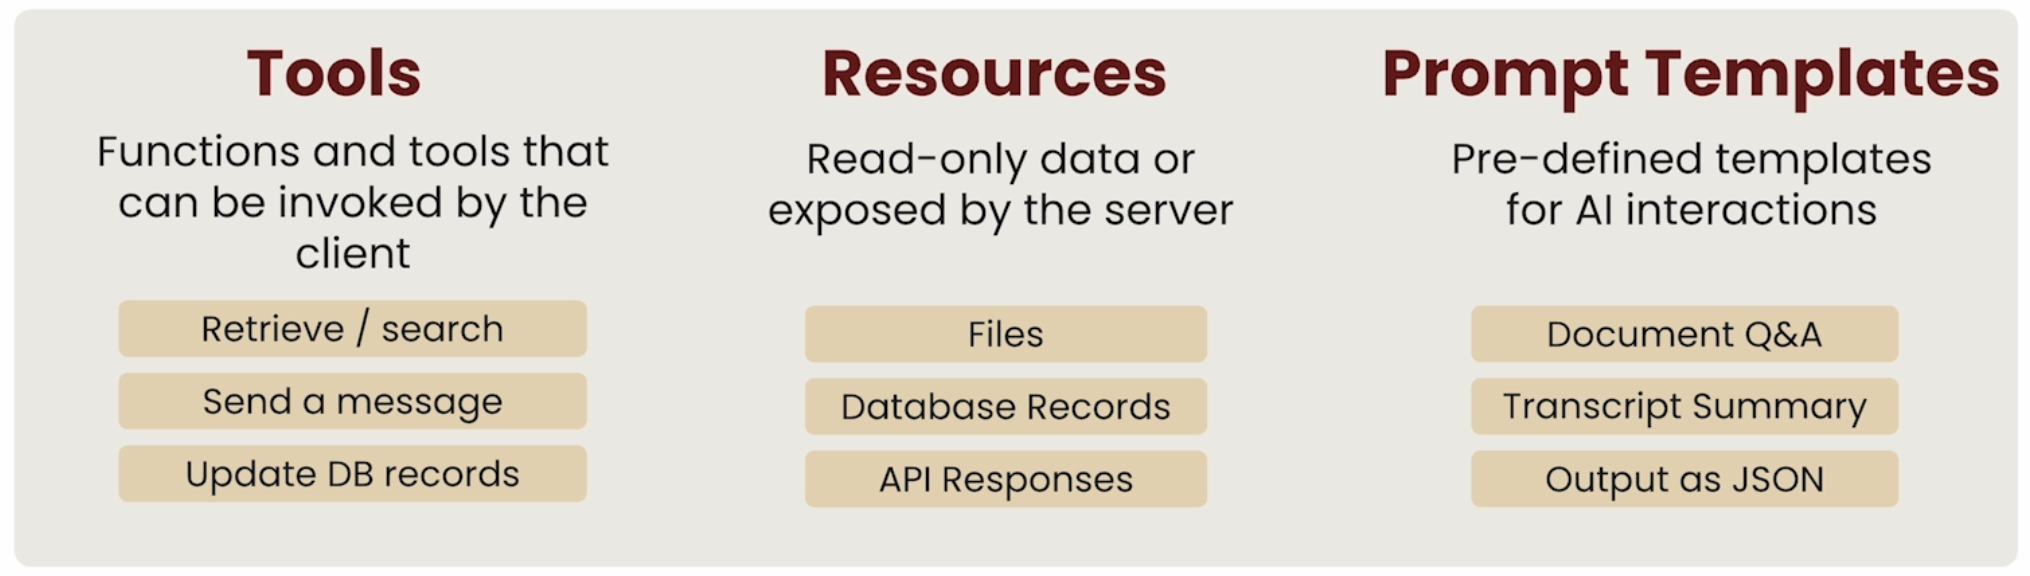 Tools
Functions and tools that
can be invoked by the
client
Retrieve / search
Send a message
Update DB records
Resources
Read-only data or
exposed by the server
Files
Database Records
API Responses
Prompt Templates
Pre-defined templates
for AI interactions
Document Q&A
Transcript Summary
Output as JSON